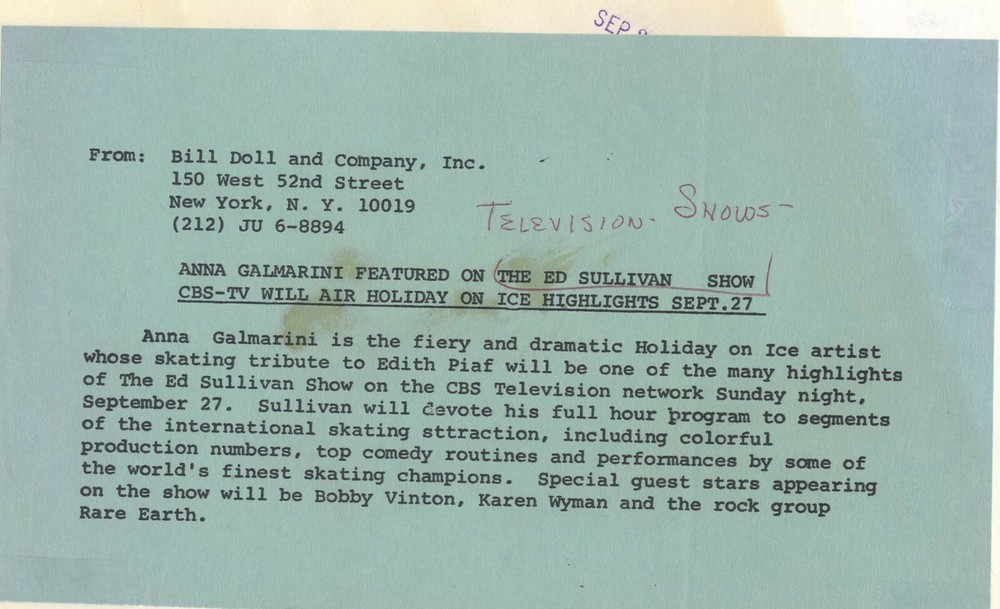 SEP
From: Bill Doll and Company, Inc.
150 West 52nd Street
New York, N. Y. 10019
(212) JU 6-8894
TELEVISION - SHOWS -
ANNA GALMARINI FEATURED ON THE ED SULLIVAN SHOW
CBS-TV WILL AIR HOLIDAY ON ICE HIGHLIGHTS SEPT.27
Anna Galmarini is the fiery and dramatic Holiday on Ice artist
whose skating tribute to Edith Piaf will be one of the many highlights
of The Ed Sullivan Show on the CBS Television network Sunday night,
September 27. Sullivan will devote his full hour program to segments
of the international skating sttraction, including colorful
production numbers, top comedy routines and performances by some of
the world's finest skating champions. Special guest stars appearing
on the show will be Bobby Vinton, Karen Wyman and the rock group
Rare Earth.